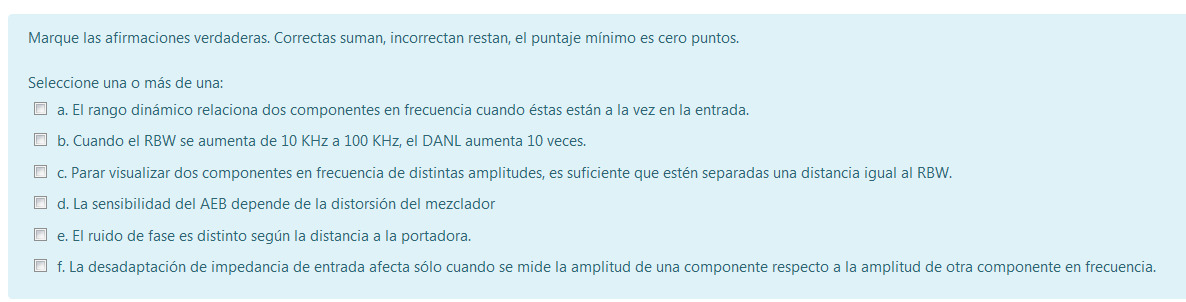 Marque las afirmaciones verdaderas. Correctas suman, incorrectan restan, el puntaje mínimo es cero puntos.
Seleccione una o más de una:
a. El rango dinámico relaciona dos componentes en frecuencia cuando éstas están a la vez en la entrada.
b. Cuando el RBW se aumenta de 10 KHz a 100 KHz, el DANL aumenta 10 veces.
c. Parar visualizar dos componentes en frecuencia de distintas amplitudes, es suficiente que estén separadas una distancia igual al RBW.
d. La sensibilidad del AEB depende de la distorsión del mezclador
e. El ruido de fase es distinto según la distancia a la portadora.
f. La desadaptación de impedancia de entrada afecta sólo cuando se mide la amplitud de una componente respecto a la amplitud de otra componente en frecuencia.